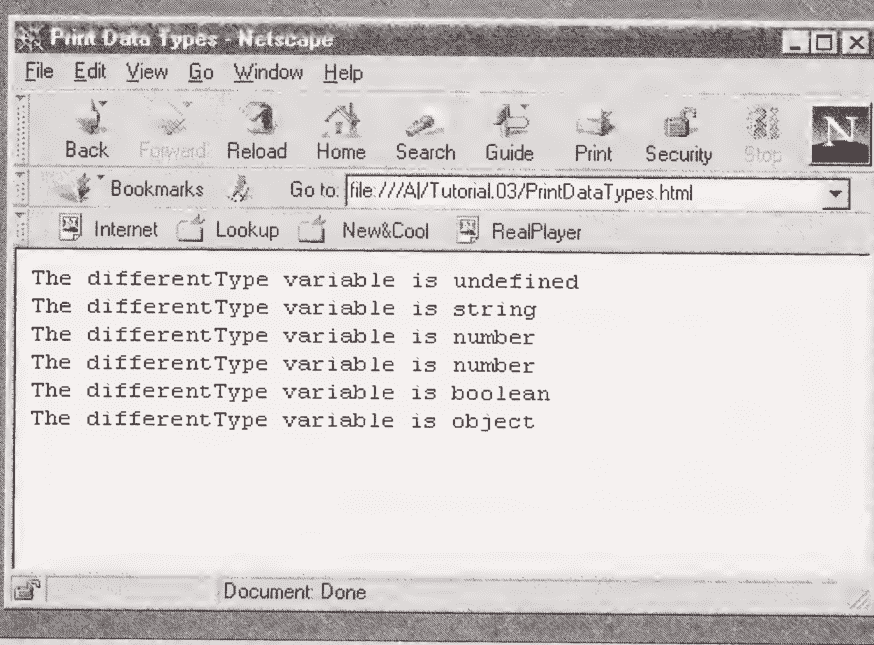 Print Data Types - Netscape
File Edit View Go Window Help
Back Forward Reload Home Search Guide Print Security Stop
N
Bookmarks Go to: file:///A|/Tutorial.03/PrintDataTypes.html
Internet Lookup New&Cool RealPlayer
The differentType variable is undefined
The differentType variable is string
The differentType variable is number
The differentType variable is number
The differentType variable is boolean
The differentType variable is object
Document: Done